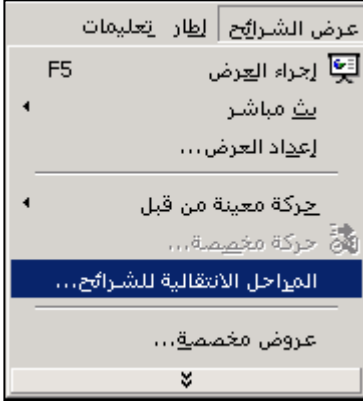 عرض الشرائح إطار تعليمات
إجراء العرض F5
بث مباشر
إعداد العرض...
حركة معينة من قبل
حركة مخصصة...
المراحل الانتقالية للشرائح...
عروض مخصصة...